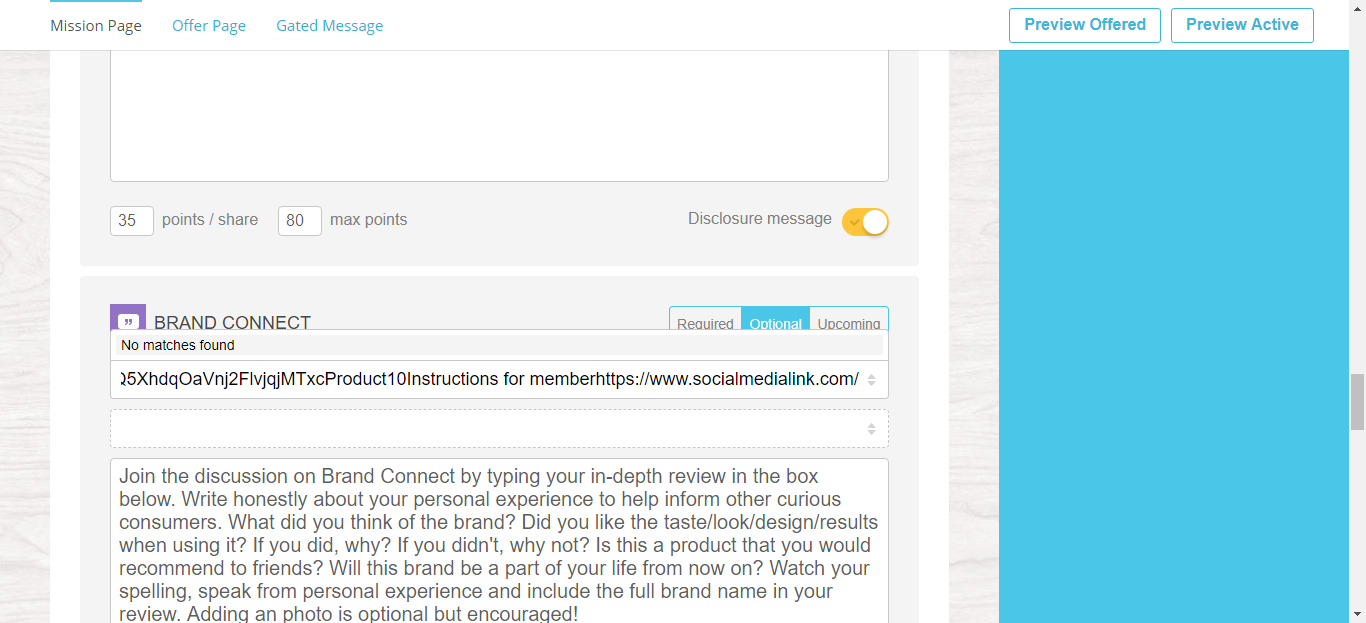 Mission Page Offer Page Gated Message Preview Offered Preview Active
35 points / share 80 max points Disclosure message
BRAND CONNECT Required Optional Upcoming
No matches found
Q5XhdqOaVnj2FlvjqjMTxcProduct10Instructions for memberhttps://www.socialmedialink.com/
Join the discussion on Brand Connect by typing your in-depth review in the box
below. Write honestly about your personal experience to help inform other curious
consumers. What did you think of the brand? Did you like the taste/look/design/results
when using it? If you did, why? If you didn't, why not? Is this a product that you would
recommend to friends? Will this brand be a part of your life from now on? Watch your
spelling, speak from personal experience and include the full brand name in your
review. Adding an photo is optional but encouraged!